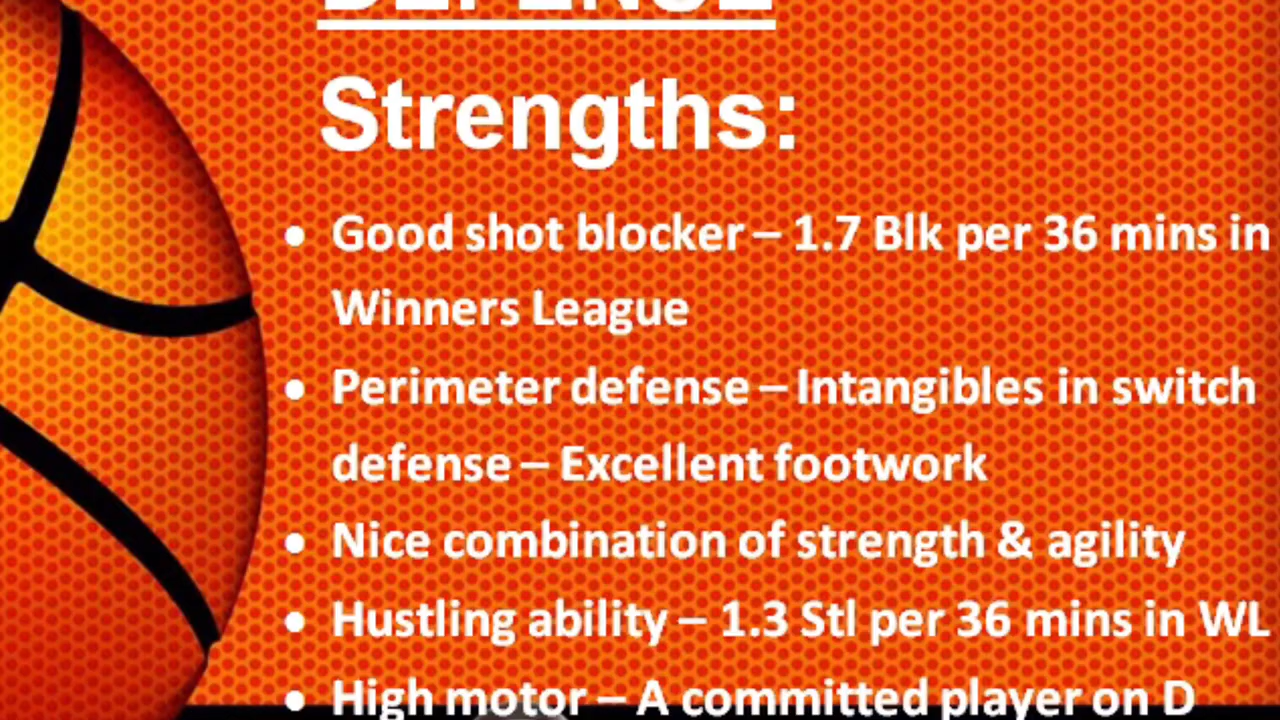 DEFENSE
Strengths:
• Good shot blocker – 1.7 Blk per 36 mins in
Winners League
• Perimeter defense – Intangibles in switch
defense – Excellent footwork
• Nice combination of strength & agility
• Hustling ability – 1.3 Stl per 36 mins in WL
• High motor – A committed player on D